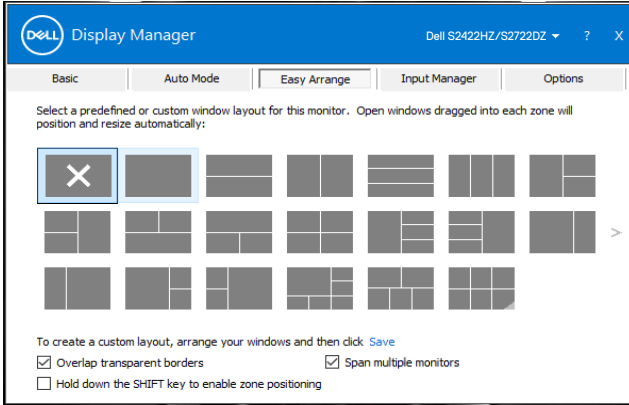 DELL Display Manager
Dell S2422HZ/S2722DZ ? X
Basic Auto Mode Easy Arrange Input Manager Options
Select a predefined or custom window layout for this monitor. Open windows dragged into each zone will
position and resize automatically:
>
To create a custom layout, arrange your windows and then click Save
Overlap transparent borders Span multiple monitors
Hold down the SHIFT key to enable zone positioning